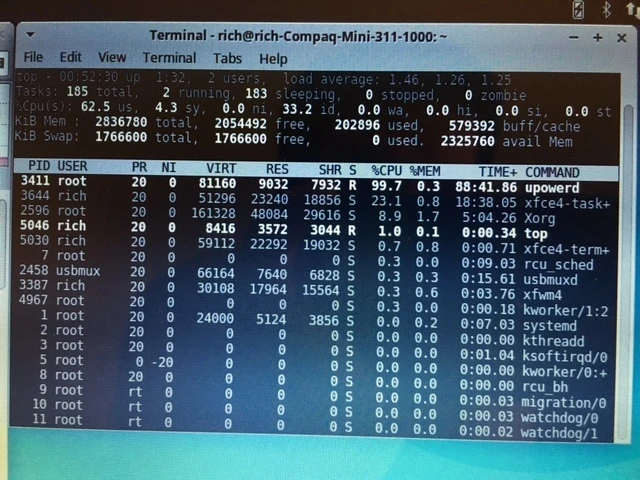 Terminal - rich@rich-Compaq-Mini-311-1000: ~
File Edit View Terminal Tabs Help
top - 00:52:30 up 1:32, 2 users, load average: 1.46, 1.26, 1.25
Tasks: 185 total, 2 running, 183 sleeping, 0 stopped, 0 zombie
%Cpu(s): 62.5 us, 4.3 sy, 0.0 ni, 33.2 id, 0.0 wa, 0.0 hi, 0.0 si, 0.0 st
KiB Mem : 2836780 total, 2054492 free, 202896 used, 579392 buff/cache
KiB Swap: 1766600 total, 1766600 free, 0 used. 2325760 avail Mem
PID USER PR NI VIRT RES SHR S %CPU %MEM TIME+ COMMAND
3411 root 20 0 81160 9032 7932 R 99.7 0.3 88:41.86 upowerd
3644 rich 20 0 51296 23240 18856 S 23.1 0.8 18:38.05 xfce4-task+
2596 root 20 0 161328 48084 29616 S 8.9 1.7 5:04.26 Xorg
5046 rich 20 0 8416 3572 3044 R 1.0 0.1 0:00.34 top
5030 rich 20 0 59112 22292 19032 S 0.7 0.8 0:00.71 xfce4-term+
7 root 20 0 0 0 0 S 0.3 0.0 0:09.03 rcu_sched
2458 usbmux 20 0 66164 7640 6828 S 0.3 0.3 0:15.61 usbmuxd
3387 rich 20 0 30108 17964 15564 S 0.3 0.6 0:03.76 xfwm4
4967 root 20 0 0 0 0 S 0.3 0.0 0:00.18 kworker/1:2
1 root 20 0 24000 5124 3856 S 0.0 0.2 0:07.03 systemd
2 root 20 0 0 0 0 S 0.0 0.0 0:00.00 kthreadd
3 root 20 0 0 0 0 S 0.0 0.0 0:01.04 ksoftirqd/0
5 root 0 -20 0 0 0 S 0.0 0.0 0:00.00 kworker/0:+
8 root 20 0 0 0 0 S 0.0 0.0 0:00.00 rcu_bh
9 root rt 0 0 0 0 S 0.0 0.0 0:00.03 migration/0
10 root rt 0 0 0 0 S 0.0 0.0 0:00.03 watchdog/0
11 root rt 0 0 0 0 S 0.0 0.0 0:00.02 watchdog/1